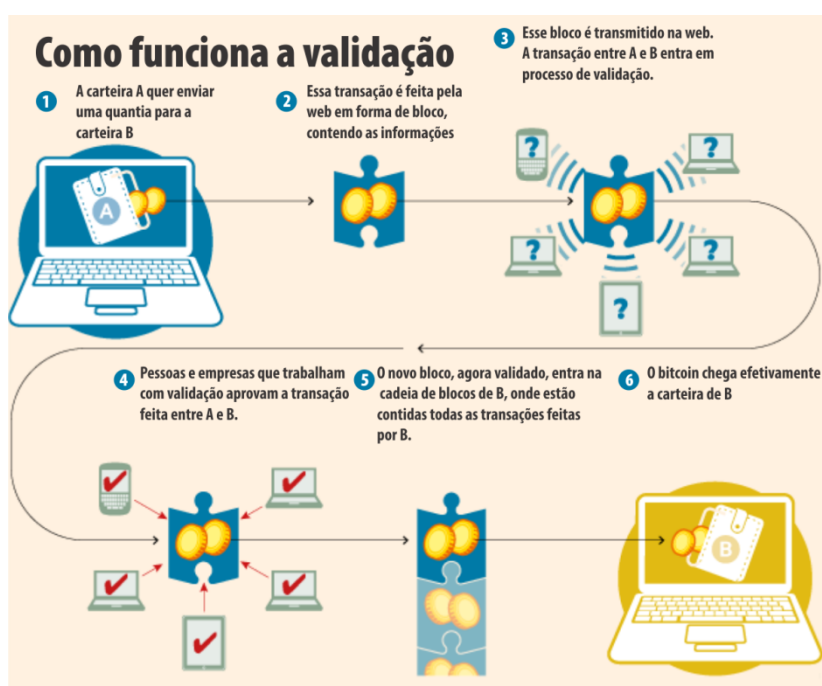 Como funciona a validação
1
A carteira A quer enviar
uma quantia para a
carteira B
2
Essa transação é feita pela
web em forma de bloco,
contendo as informações
3
Esse bloco é transmitido na web.
A transação entre A e B entra em
processo de validação.
A
?
?
?
?
?
4
Pessoas e empresas que trabalham
com validação aprovam a transação
feita entre A e B.
5
O novo bloco, agora validado, entra na
cadeia de blocos de B, onde estão
contidas todas as transações feitas
por B.
6
O bitcoin chega efetivamente
a carteira de B
B